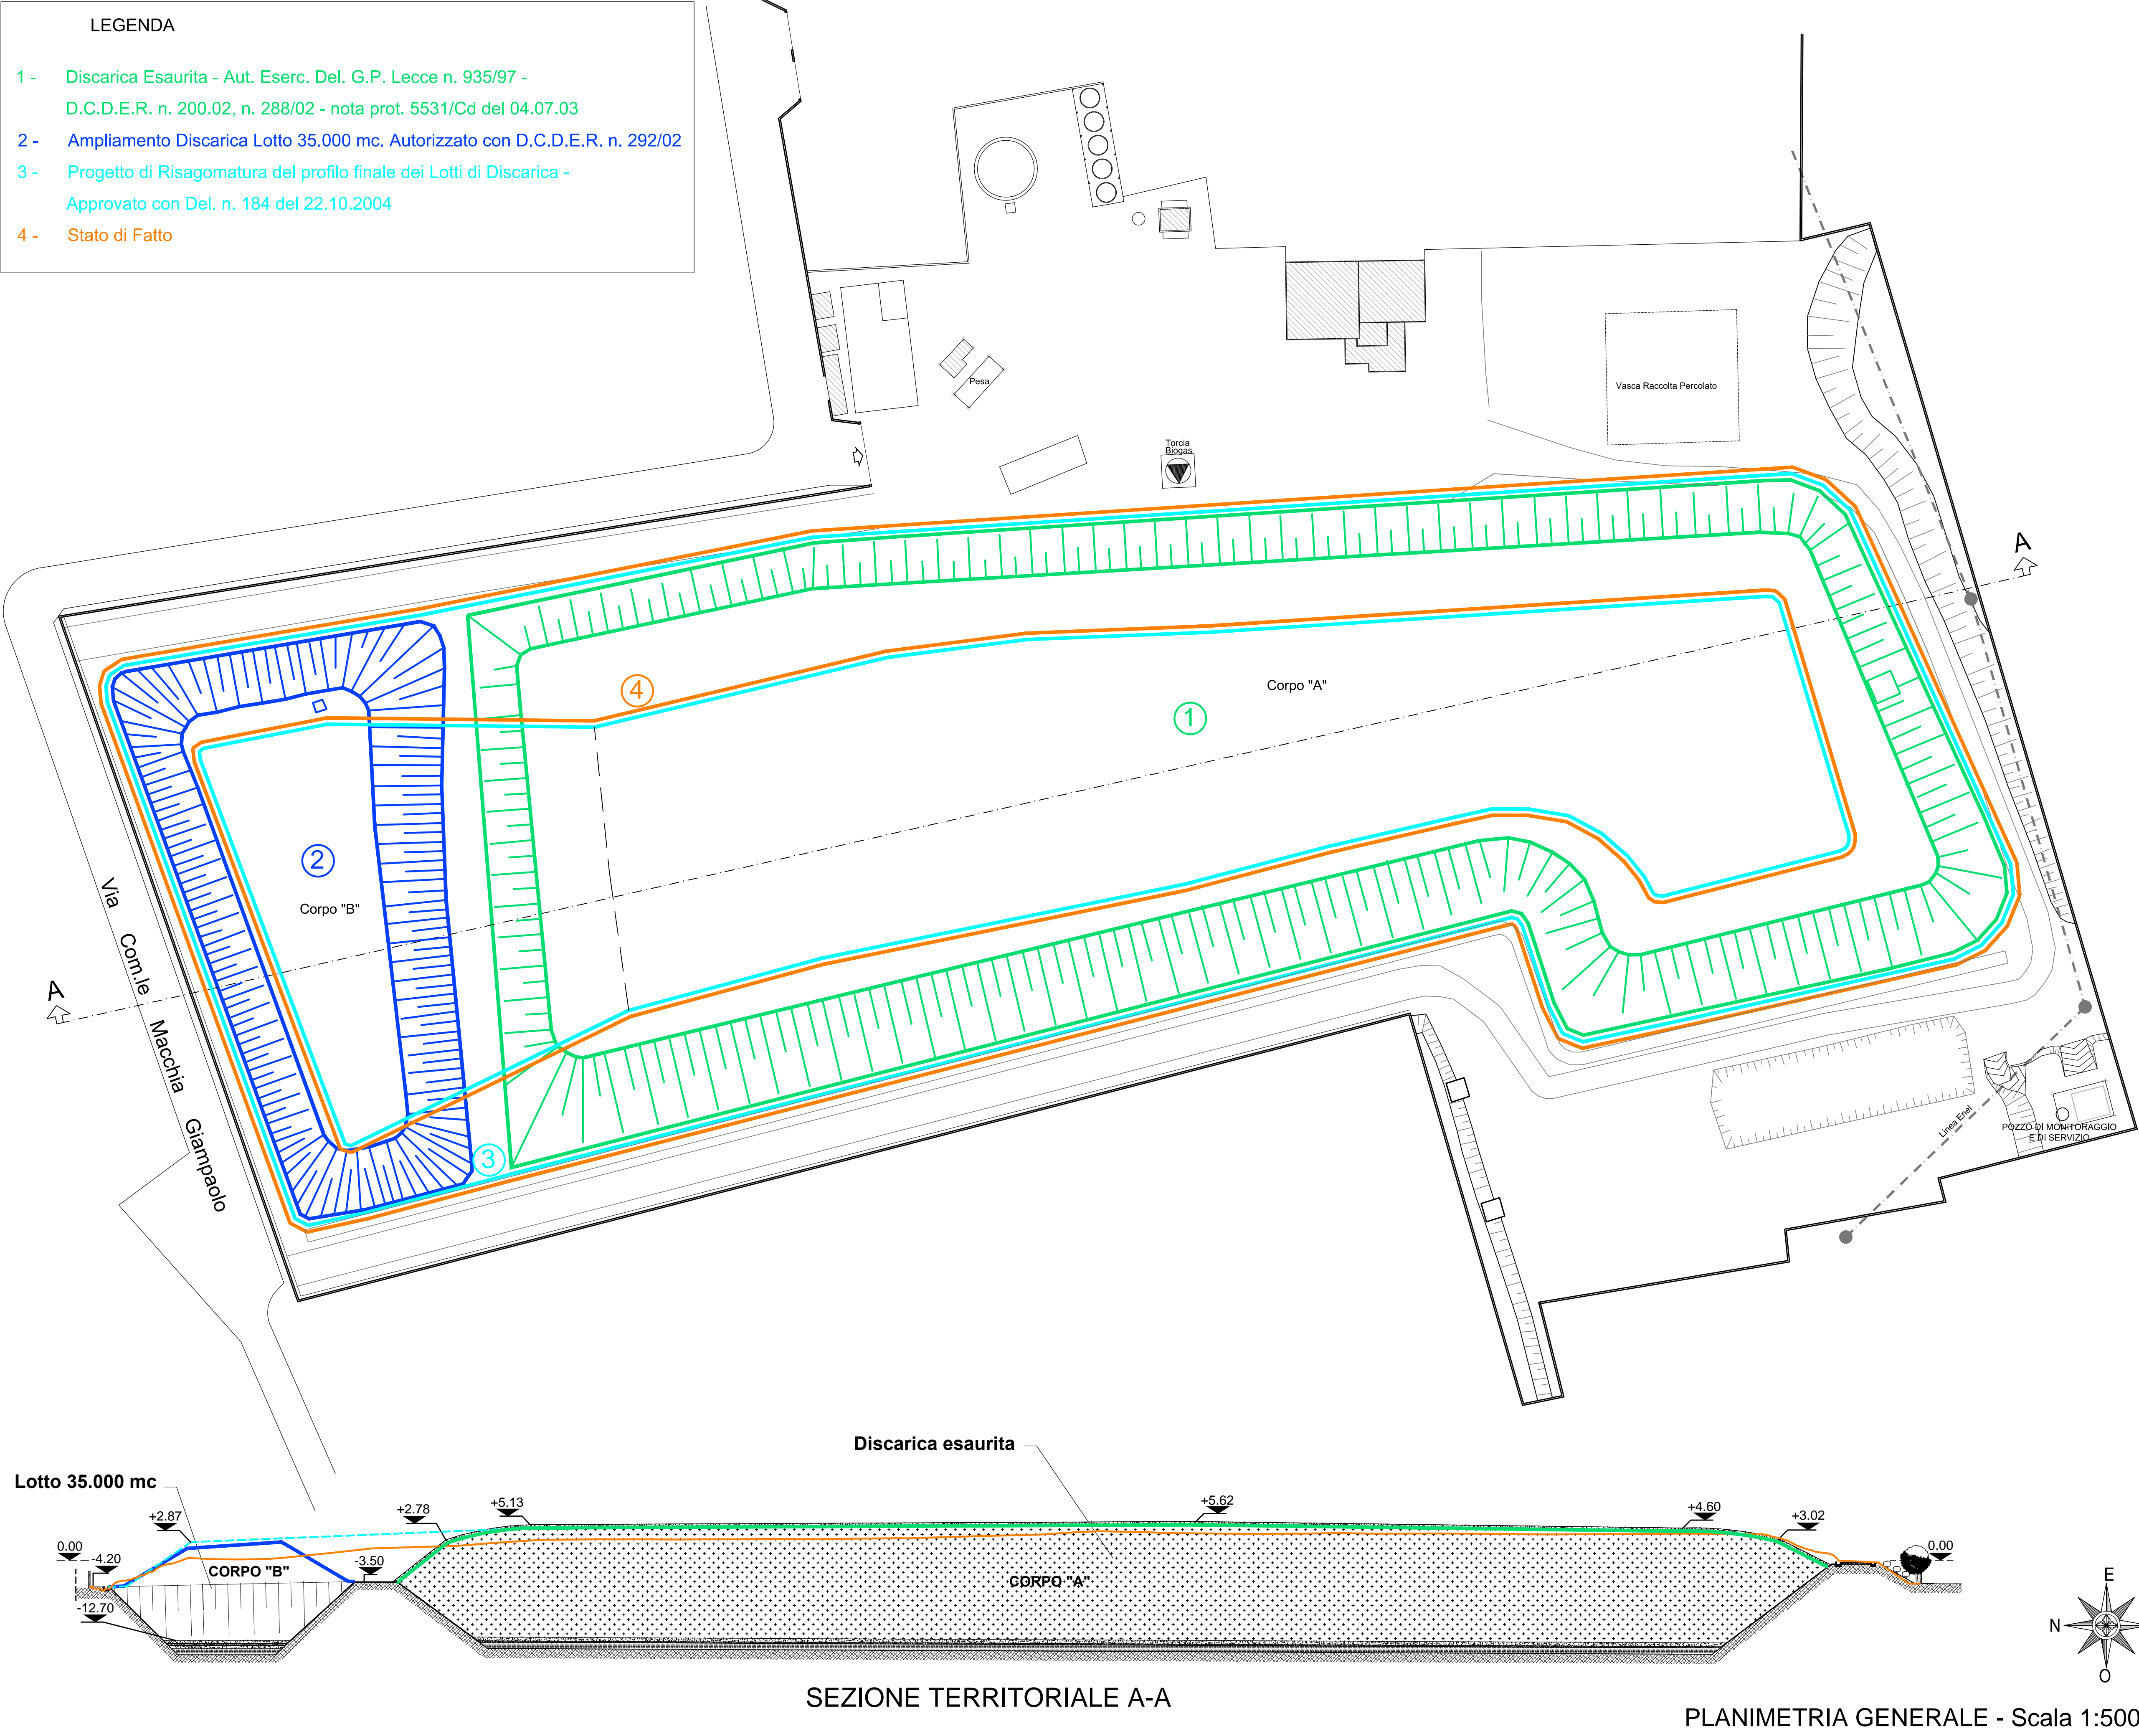 LEGENDA
1 - Discarica Esaurita - Aut. Eserc. Del. G.P. Lecce n. 935/97 -
D.C.D.E.R. n. 200.02, n. 288/02 - nota prot. 5531/Cd del 04.07.03
2 - Ampliamento Discarica Lotto 35.000 mc. Autorizzato con D.C.D.E.R. n. 292/02
3 - Progetto di Risagomatura del profilo finale dei Lotti di Discarica -
Approvato con Del. n. 184 del 22.10.2004
4 - Stato di Fatto
Pesa
Vasca Raccolta Percolato
Torcia
Biogas
A
4
Corpo "A"
1
2
Corpo "B"
A
Via Com.le Macchia Giampaolo
3
Linea Enel
POZZO DI MONITORAGGIO
E DI SERVIZIO
Discarica esaurita
Lotto 35.000 mc
+2.87
+2.78
+5.13
+5.62
+4.60
+3.02
0.00
-4.20
-3.50
0.00
CORPO "B"
CORPO "A"
-12.70
E
N
O
SEZIONE TERRITORIALE A-A
PLANIMETRIA GENERALE - Scala 1:500